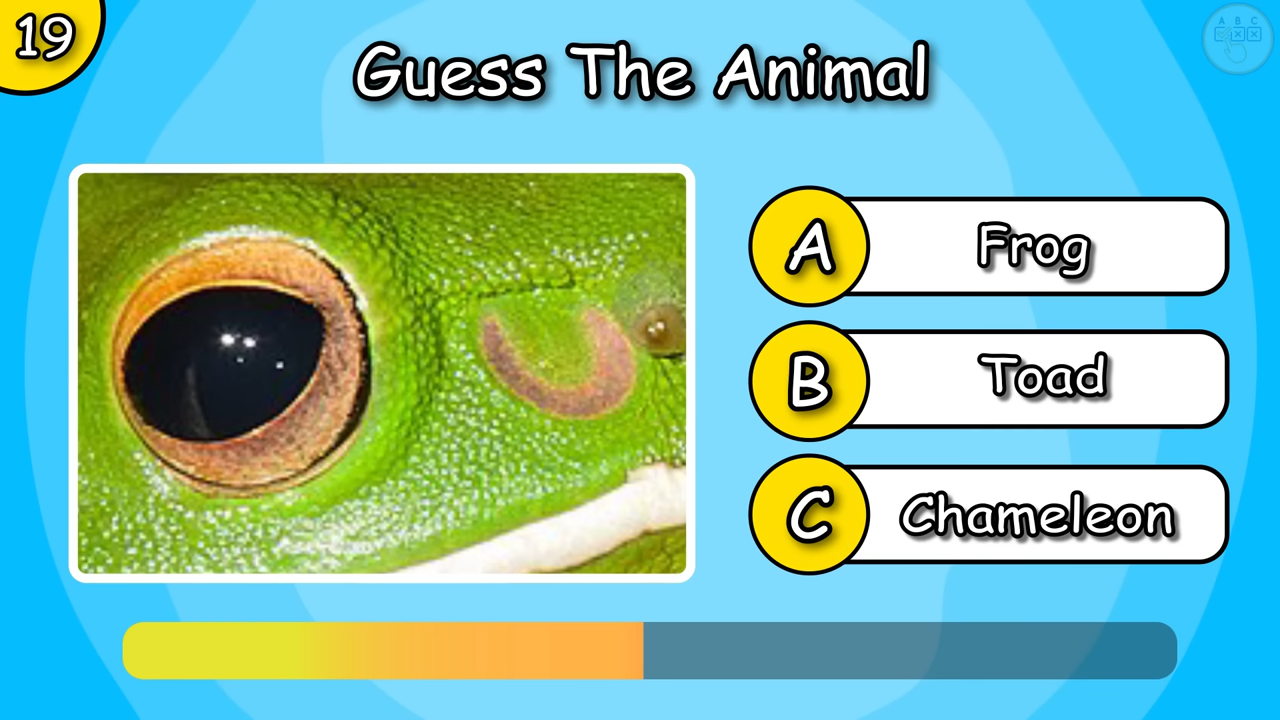 19
Guess The Animal
A B C
A Frog
B Toad
C Chameleon